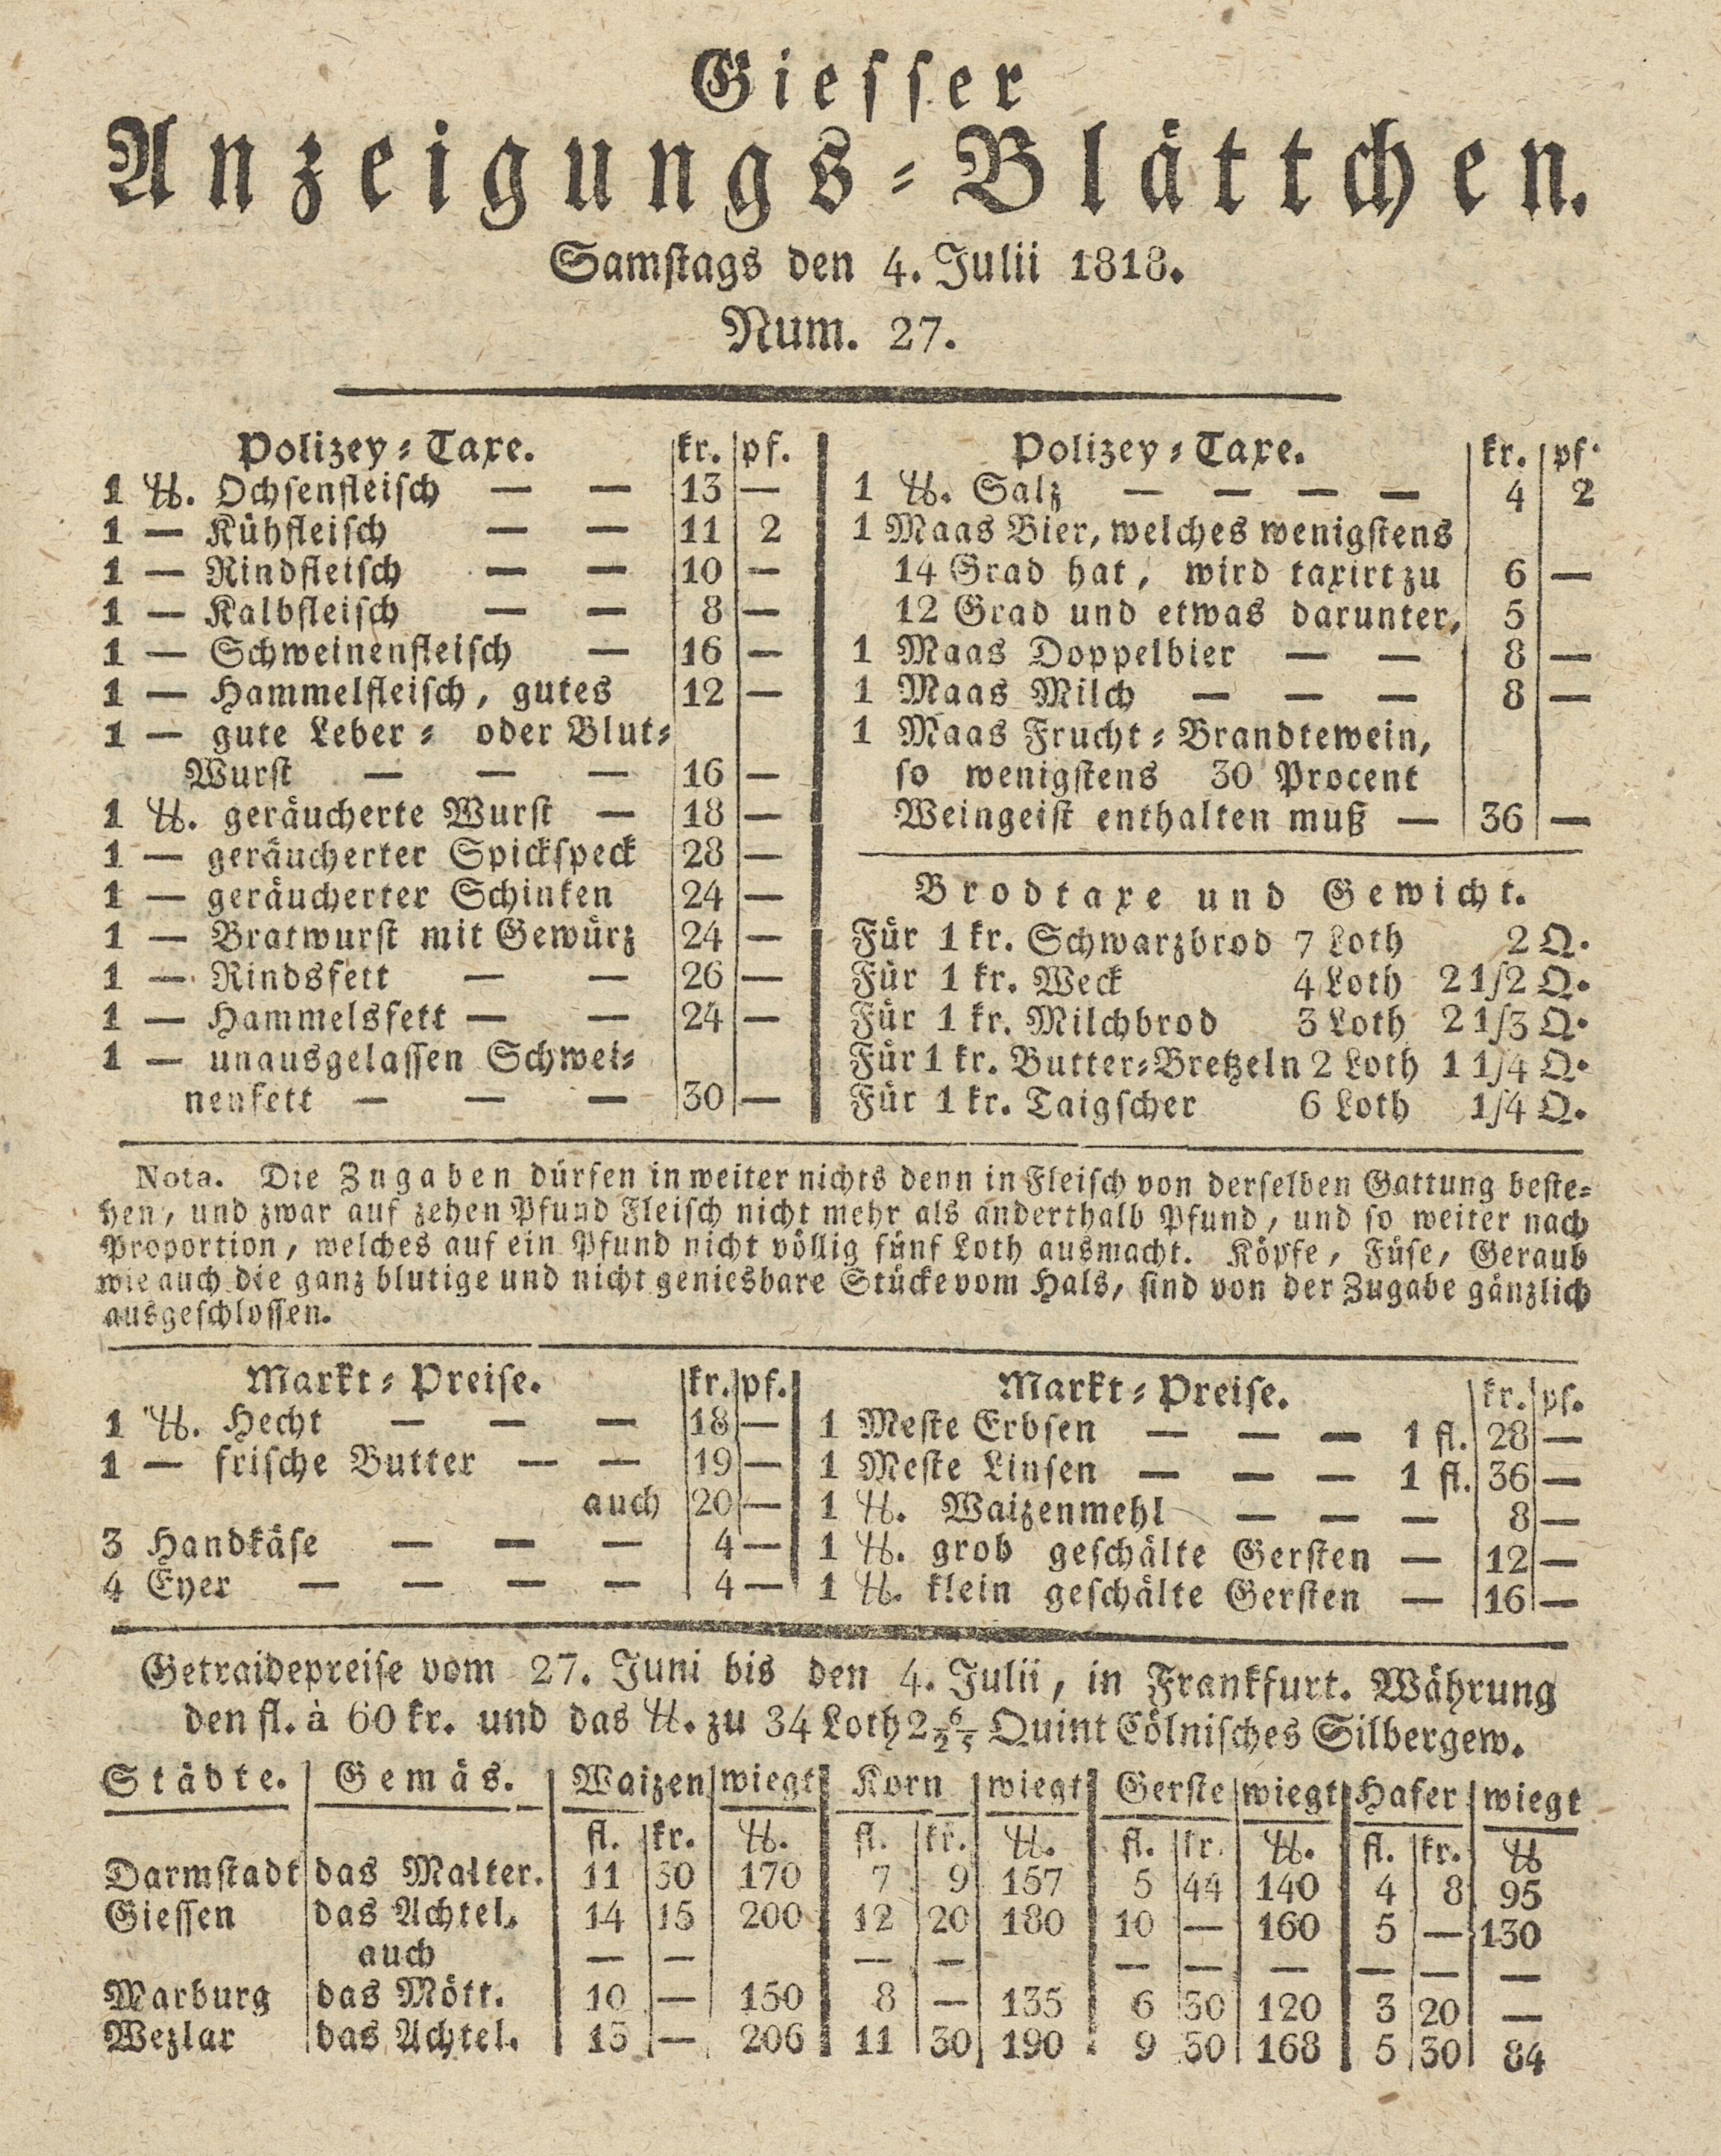 Giesser
Anzeigungs-Blättchen.
Samstags den 4. Julii 1818.
Num. 27.
Polizey-Taxe. kr. pf.
1 ℔. Ochsenfleisch — — 13 —
1 — Kühfleisch — — 11 2
1 — Rindfleisch — — 10 —
1 — Kalbfleisch — — 8 —
1 — Schweinenfleisch — 16 —
1 — Hammelfleisch, gutes 12 —
1 — gute Leber- oder Blut-
Wurst — — — 16 —
1 ℔. geräucherte Wurst — 18 —
1 — geräucherter Spickspeck 28 —
1 — geräucherter Schinken 24 —
1 — Bratwurst mit Gewürz 24 —
1 — Rindsfett — — 26 —
1 — Hammelsfett — — 24 —
1 — unausgelassen Schwei-
nenfett — — — 30 —
Polizey-Taxe. kr. pf.
1 ℔. Salz — — — — 4 2
1 Maas Bier, welches wenigstens
14 Grad hat, wird taxirt zu 6 —
12 Grad und etwas darunter, 5
1 Maas Doppelbier — — 8 —
1 Maas Milch — — — 8 —
1 Maas Frucht-Brandtewein,
so wenigstens 30 Procent
Weingeist enthalten muß — 36 —
Brodtaxe und Gewicht.
Für 1 kr. Schwarzbrod 7 Loth 2 Q.
Für 1 kr. Weck 4 Loth 2 1/2 Q.
Für 1 kr. Milchbrod 3 Loth 2 1/3 Q.
Für 1 kr. Butter-Bretzeln 2 Loth 1 1/4 Q.
Für 1 kr. Taigscher 6 Loth 1/4 Q.
Nota. Die Zugaben dürfen in weiter nichts denn in Fleisch von derselben Gattung beste-
hen, und zwar auf zehen Pfund Fleisch nicht mehr als anderthalb Pfund, und so weiter nach
Proportion, welches auf ein Pfund nicht völlig fünf Loth ausmacht. Köpfe, Füse, Geraub
wie auch die ganz blutige und nicht geniesbare Stücke vom Hals, sind von der Zugabe gänzlich
ausgeschlossen.
Markt-Preise. kr. pf.
1 ℔. Hecht — — — 18 —
1 — frische Butter — — 19 —
auch 20 —
3 Handkäse — — — 4 —
4 Eyer — — — — 4 —
Markt-Preise. kr. pf.
1 Meste Erbsen — — — 1 fl. 28 —
1 Meste Linsen — — — 1 fl. 36 —
1 ℔. Waizenmehl — — — 8 —
1 ℔. grob geschälte Gersten — 12 —
1 ℔. klein geschälte Gersten — 16 —
Getraidepreise vom 27. Juni bis den 4. Julii, in Frankfurt. Währung
den fl. à 60 kr. und das ℔. zu 34 Loth 2 6/25 Quint Cölnisches Silbergew.
Städte. Gemäs. Waizen wiegt Korn wiegt Gerste wiegt Hafer wiegt
fl. kr. ℔. fl. kr. ℔. fl. kr. ℔. fl. kr. ℔
Darmstadt das Malter. 11 30 170 7 9 157 5 44 140 4 8 95
Giessen das Achtel. 14 15 200 12 20 180 10 — 160 5 — 130
auch — — — — — — — — — —
Marburg das Mött. 10 — 150 8 — 135 6 30 120 3 20 —
Wezlar das Achtel. 15 — 206 11 30 190 9 30 168 5 30 84